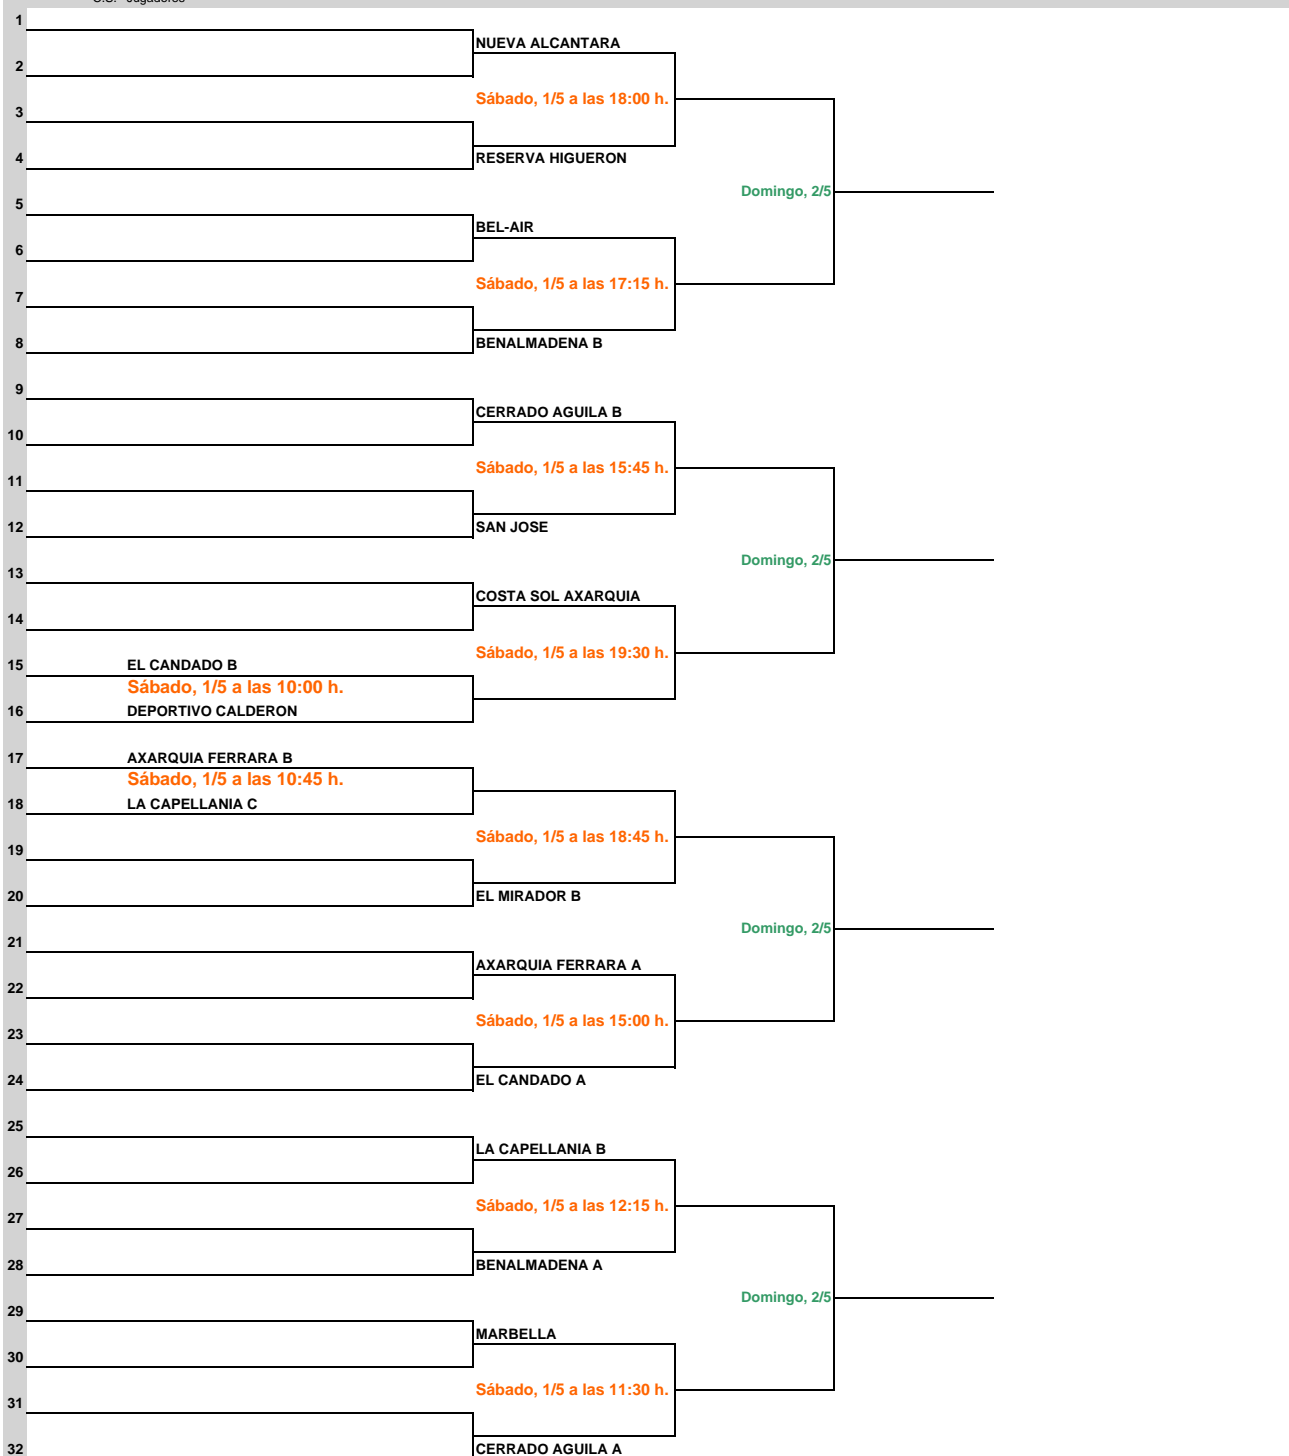 Jugadores
1
NUEVA ALCANTARA
2
Sábado, 1/5 a las 18:00 h.
3
4
RESERVA HIGUERON
Domingo, 2/5
5
BEL-AIR
6
Sábado, 1/5 a las 17:15 h.
7
8
BENALMADENA B
9
CERRADO AGUILA B
10
Sábado, 1/5 a las 15:45 h.
11
12
SAN JOSE
Domingo, 2/5
13
COSTA SOL AXARQUIA
14
Sábado, 1/5 a las 19:30 h.
15 EL CANDADO B
Sábado, 1/5 a las 10:00 h.
16 DEPORTIVO CALDERON
17 AXARQUIA FERRARA B
Sábado, 1/5 a las 10:45 h.
18 LA CAPELLANIA C
Sábado, 1/5 a las 18:45 h.
19
20
EL MIRADOR B
Domingo, 2/5
21
AXARQUIA FERRARA A
22
Sábado, 1/5 a las 15:00 h.
23
24
EL CANDADO A
25
LA CAPELLANIA B
26
Sábado, 1/5 a las 12:15 h.
27
28
BENALMADENA A
Domingo, 2/5
29
MARBELLA
30
Sábado, 1/5 a las 11:30 h.
31
32
CERRADO AGUILA A